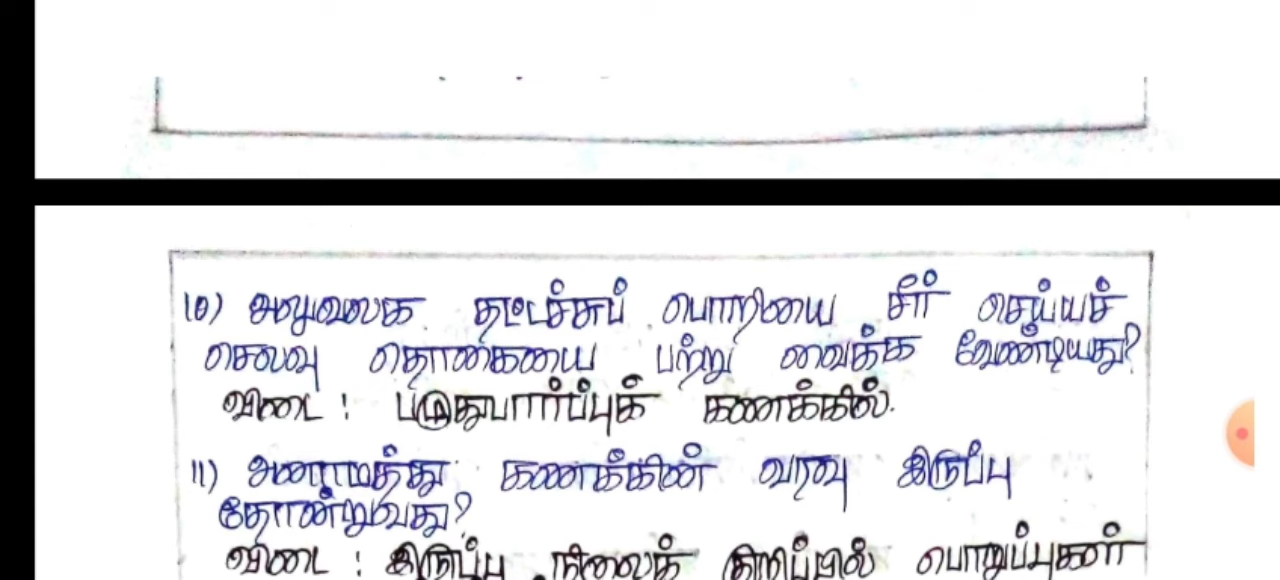 10) அலுவலக தட்டச்சுப் பொறியை சீர் செய்யச்
செலவு தொகையை பற்று வைக்க வேண்டியது?
விடை : பழுதுபார்ப்புக் கணக்கில்.
11) அனாமத்து கணக்கின் வரவு இருப்பு
தோன்றுவது?
விடை : இருப்பு நிலைக் குறிப்பில் பொறுப்புகள்